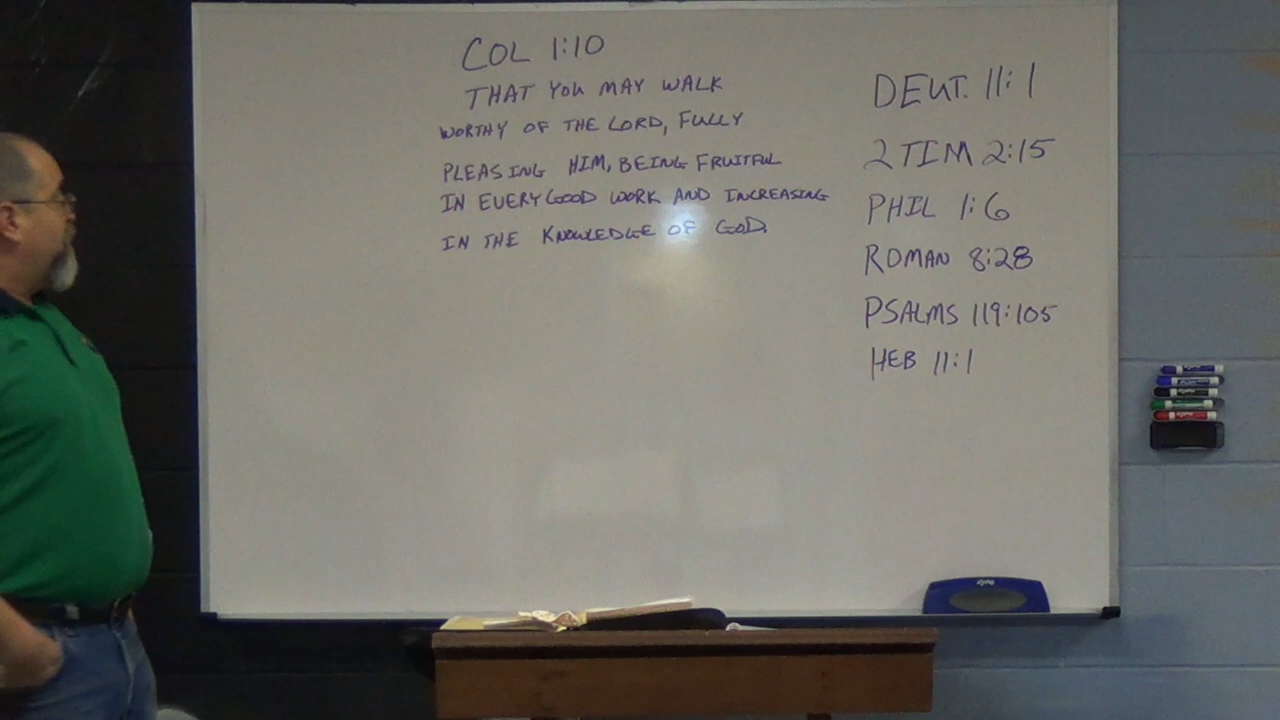 COL 1:10
THAT YOU MAY WALK
WORTHY OF THE LORD, FULLY
PLEASING HIM, BEING FRUITFUL
IN EVERY GOOD WORK AND INCREASING
IN THE KNOWLEDGE OF GOD.
DEUT. 11:1
2 TIM 2:15
PHIL 1:6
ROMAN 8:28
PSALMS 119:105
HEB 11:1
EXPO